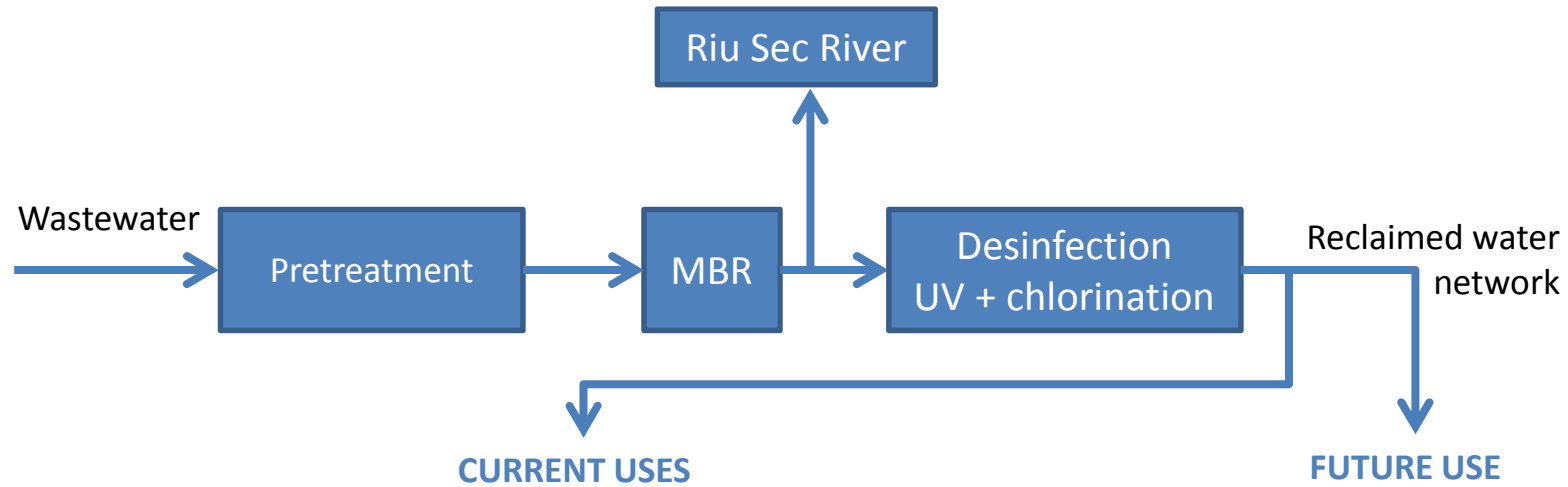 Riu Sec River
Wastewater
Pretreatment
MBR
Desinfection
UV + chlorination
Reclaimed water
network
CURRENT USES
FUTURE USE